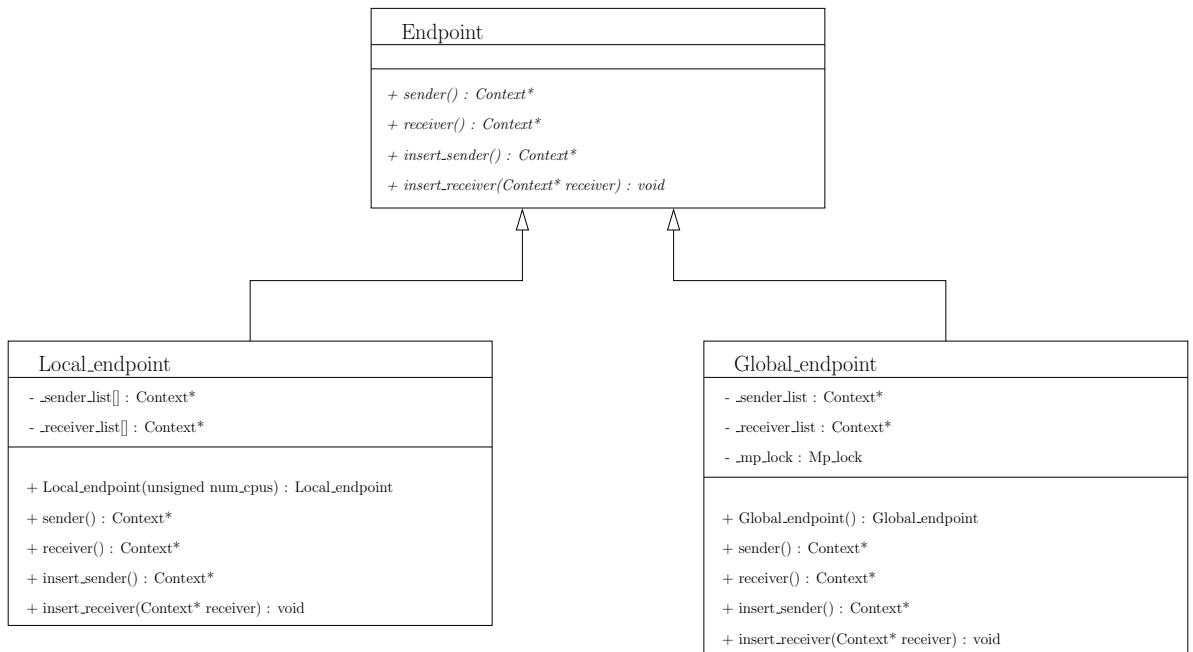 Endpoint
+ sender() : Context*
+ receiver() : Context*
+ insert_sender() : Context*
+ insert_receiver(Context* receiver) : void
Local_endpoint
- _sender_list[] : Context*
- _receiver_list[] : Context*
+ Local_endpoint(unsigned num_cpus) : Local_endpoint
+ sender() : Context*
+ receiver() : Context*
+ insert_sender() : Context*
+ insert_receiver(Context* receiver) : void
Global_endpoint
- _sender_list : Context*
- _receiver_list : Context*
- _mp_lock : Mp_lock
+ Global_endpoint() : Global_endpoint
+ sender() : Context*
+ receiver() : Context*
+ insert_sender() : Context*
+ insert_receiver(Context* receiver) : void